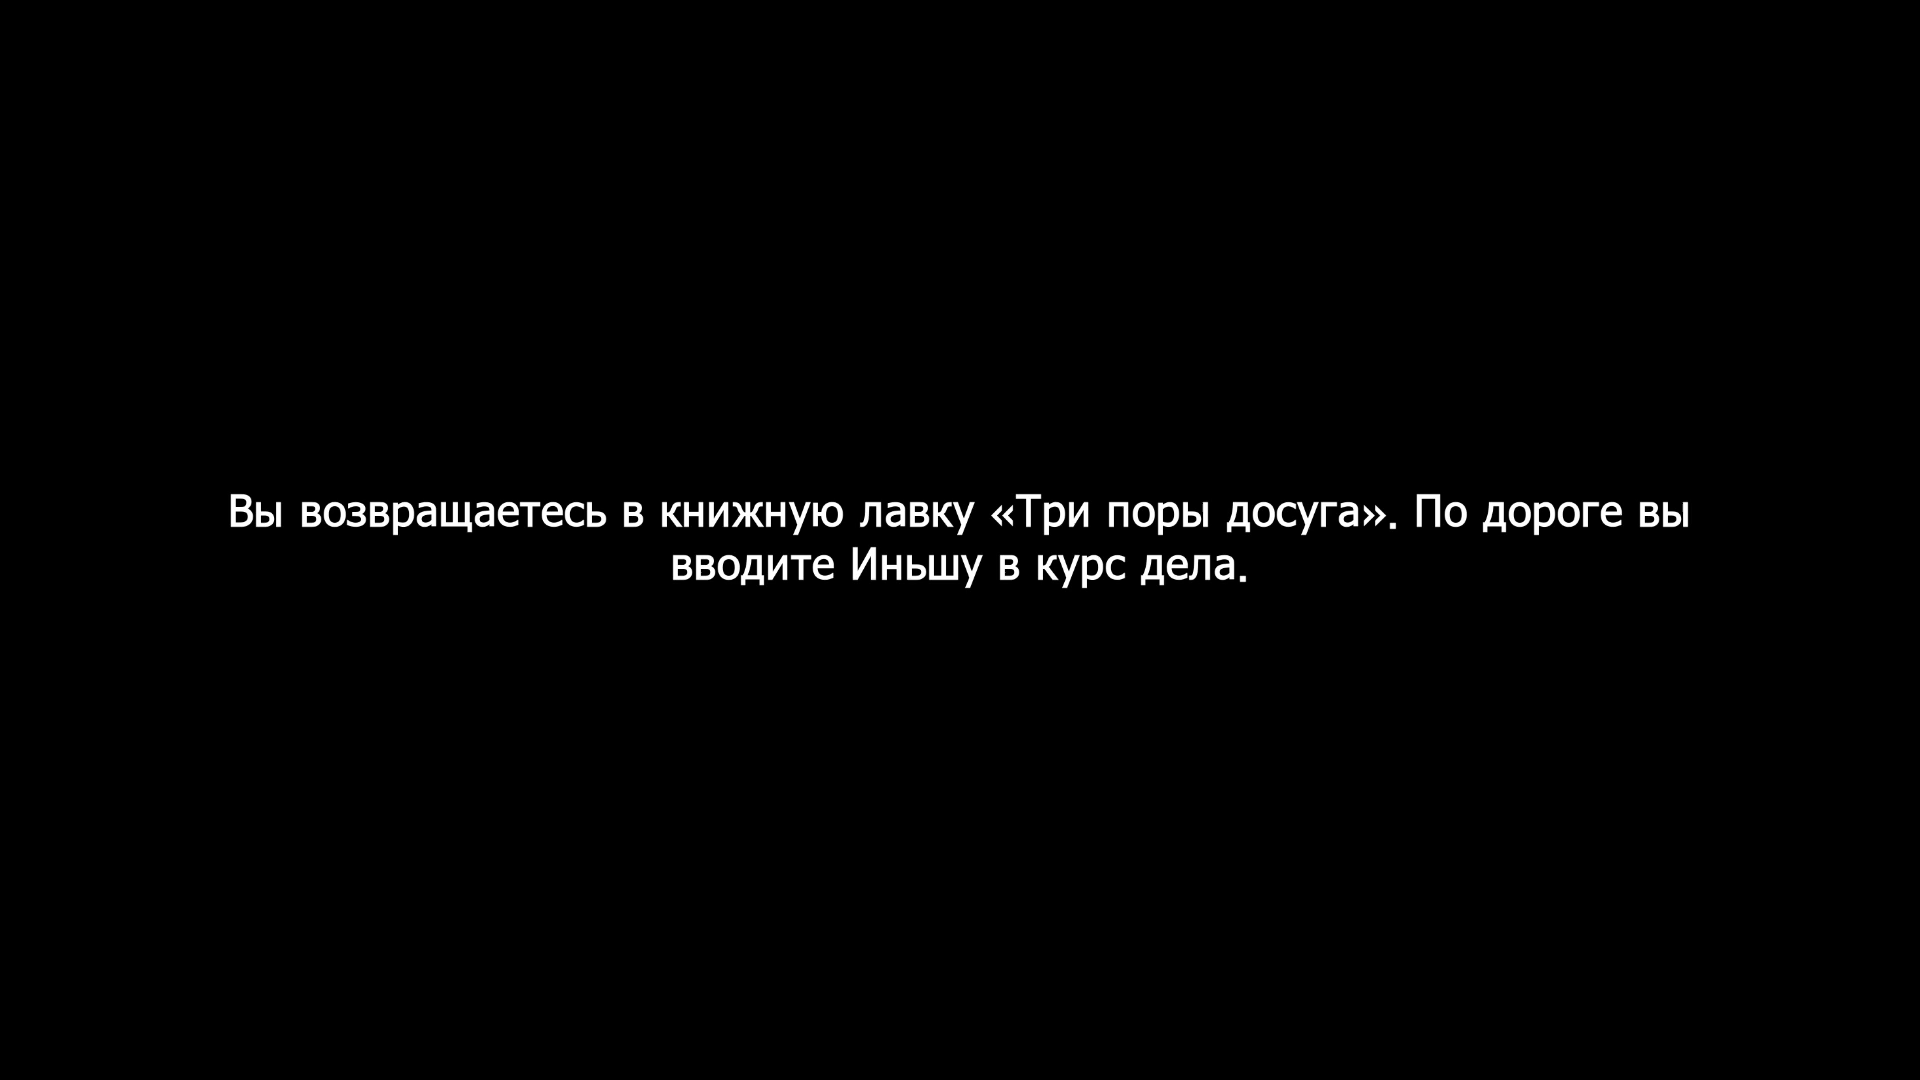 Вы возвращаетесь в книжную лавку «Три поры досуга». По дороге вы
вводите Иньшу в курс дела.